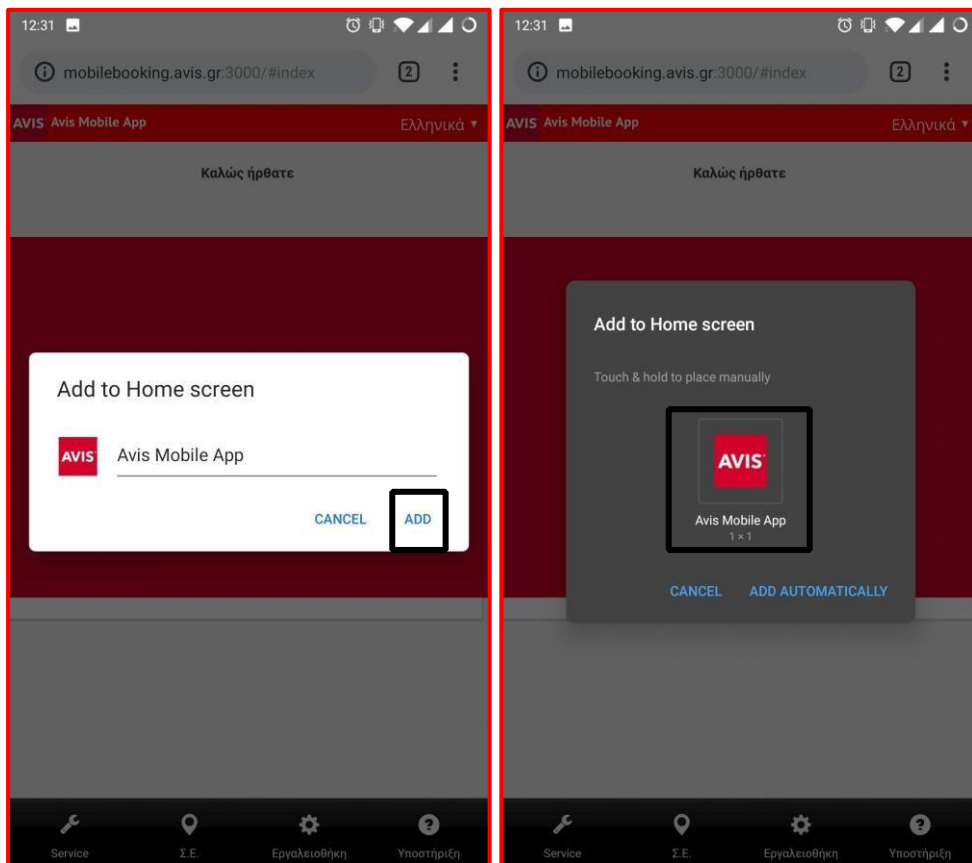 12:31
mobilebooking.avis.gr:3000/#index
2
AVIS Avis Mobile App
Ελληνικά
Καλώς ήρθατε
Add to Home screen
AVIS
Avis Mobile App
CANCEL
ADD
Service
Σ.Ε.
Εργαλειοθήκη
Υποστήριξη
12:31
mobilebooking.avis.gr:3000/#index
2
AVIS Avis Mobile App
Ελληνικά
Καλώς ήρθατε
Add to Home screen
Touch & hold to place manually
AVIS
Avis Mobile App
1 × 1
CANCEL
ADD AUTOMATICALLY
Service
Σ.Ε.
Εργαλειοθήκη
Υποστήριξη